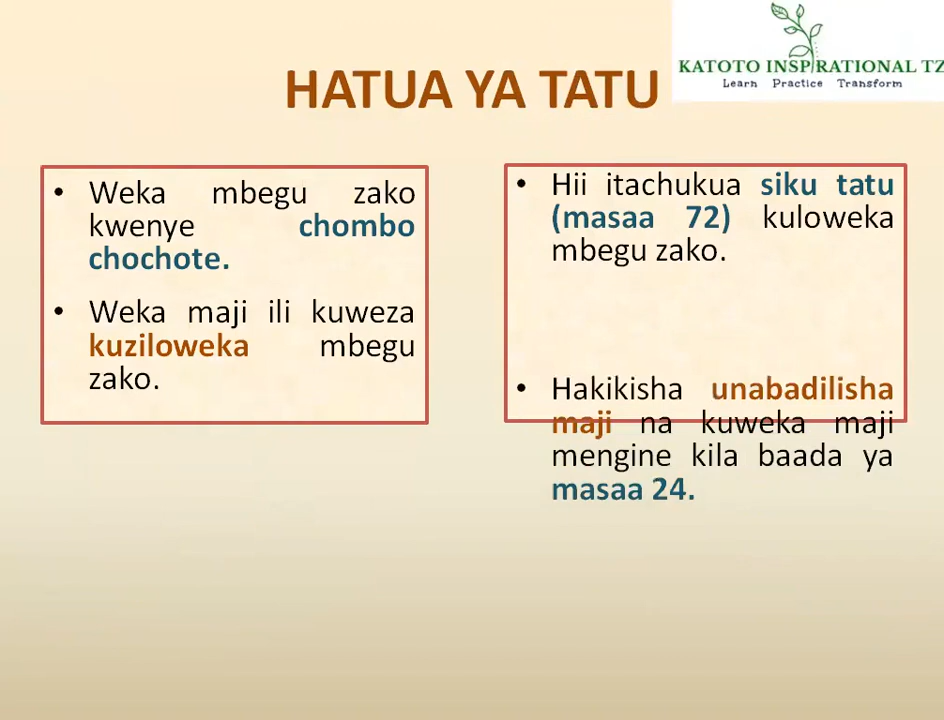 KATOTO INSPIRATIONAL TZ
Learn Practice Transform
HATUA YA TATU
• Weka mbegu zako
kwenye chombo
chochote.
• Weka maji ili kuweza
kuziloweka mbegu
zako.
• Hii itachukua siku tatu
(masaa 72) kuloweka
mbegu zako.
• Hakikisha unabadilisha
maji na kuweka maji
mengine kila baada ya
masaa 24.